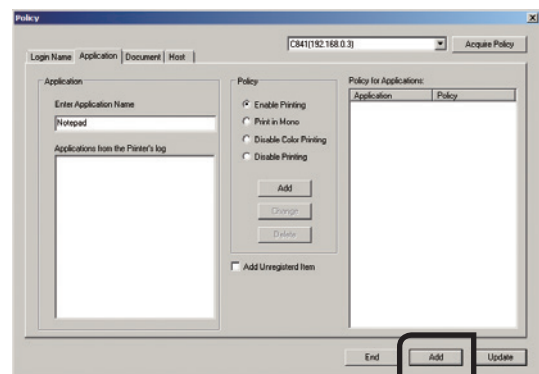 Policy
C841(192.168.0.3)
Acquire Policy
Login Name
Application
Document
Host
Application
Enter Application Name
Notepad
Applications from the Printer's log
Policy
Enable Printing
Print in Mono
Disable Color Printing
Disable Printing
Add
Change
Delete
Add Unregisterd Item
Policy for Applications:
Application
Policy
End
Add
Update